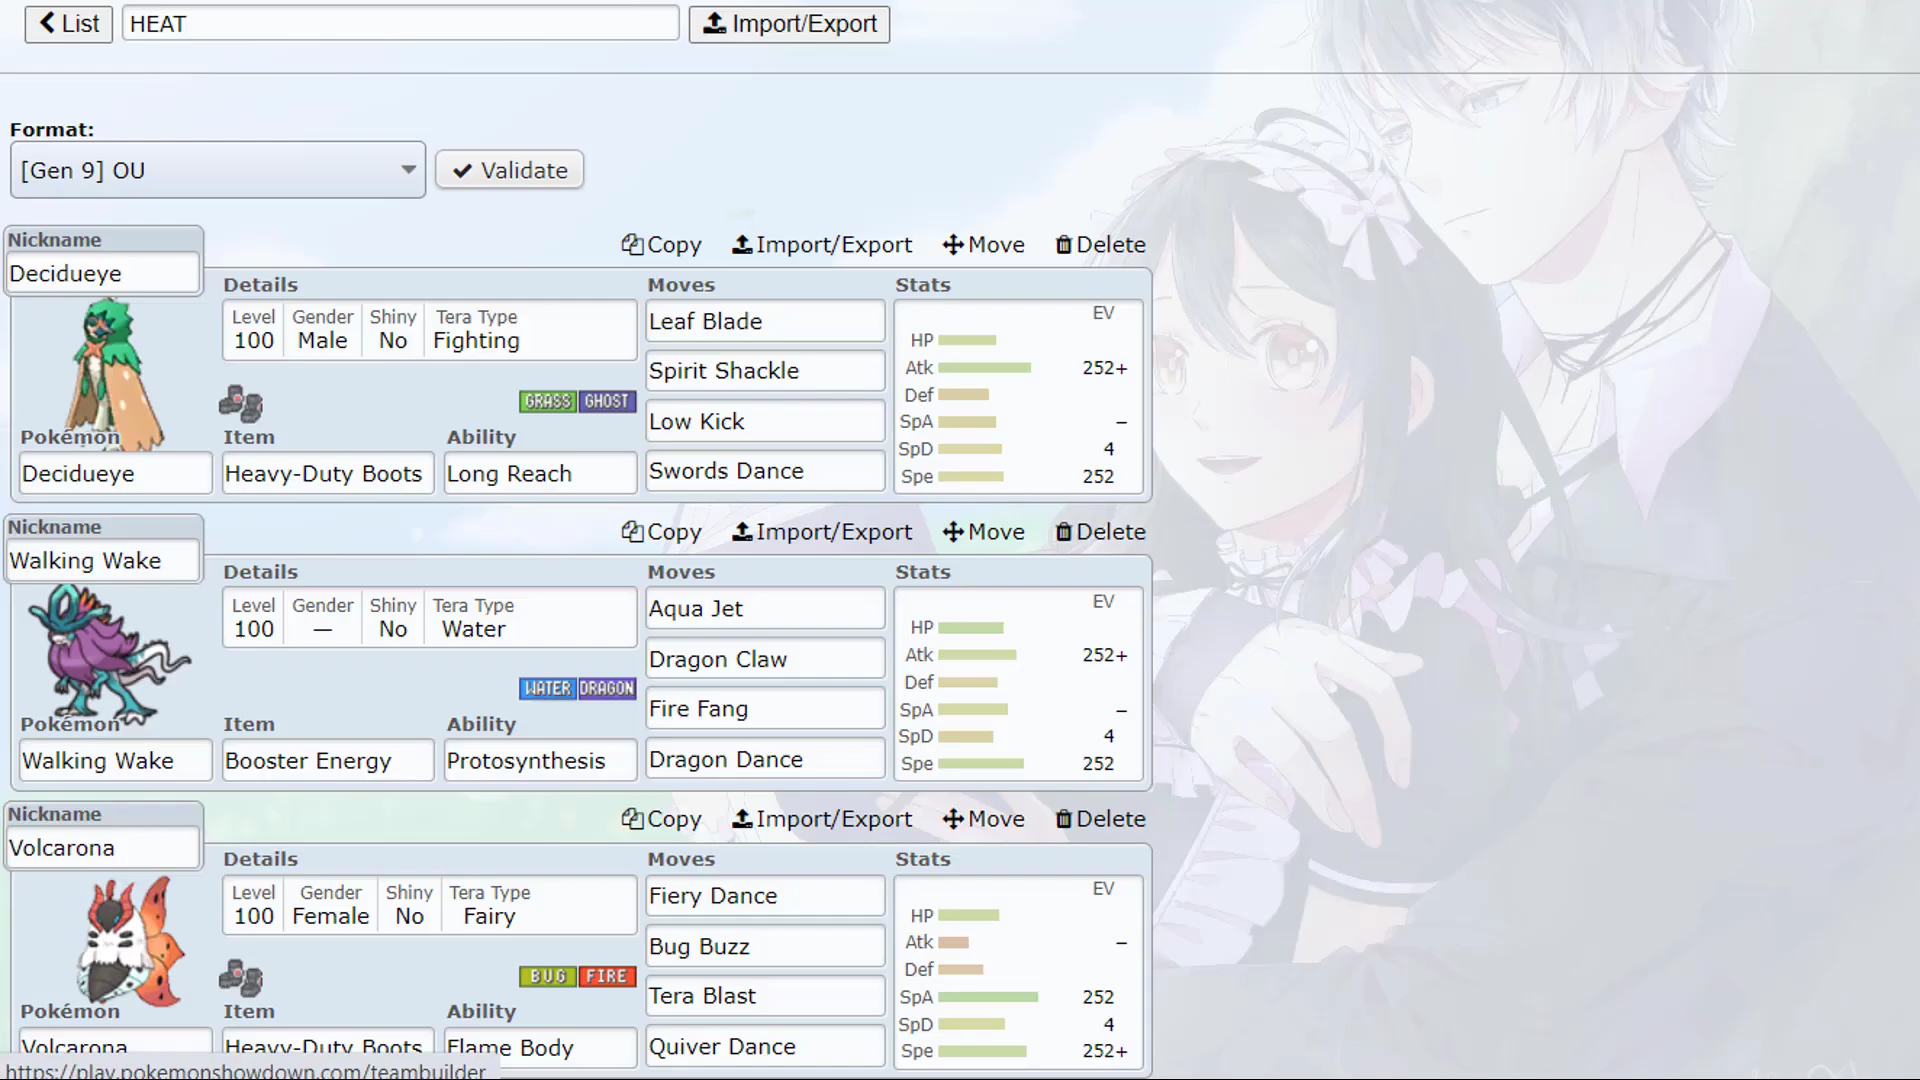 List HEAT Import/Export
Format:
[Gen 9] OU Validate
Nickname Copy Import/Export Move Delete
Decidueye
Details Moves Stats
Level Gender Shiny Tera Type
100 Male No Fighting
Leaf Blade
Spirit Shackle
Low Kick
Swords Dance
EV
HP
Atk 252+
Def
SpA –
SpD 4
Spe 252
GRASS GHOST
Pokémon Item Ability
Decidueye Heavy-Duty Boots Long Reach
Nickname Copy Import/Export Move Delete
Walking Wake
Details Moves Stats
Level Gender Shiny Tera Type
100 — No Water
Aqua Jet
Dragon Claw
Fire Fang
Dragon Dance
EV
HP
Atk 252+
Def
SpA –
SpD 4
Spe 252
WATER DRAGON
Pokémon Item Ability
Walking Wake Booster Energy Protosynthesis
Nickname Copy Import/Export Move Delete
Volcarona
Details Moves Stats
Level Gender Shiny Tera Type
100 Female No Fairy
Fiery Dance
Bug Buzz
Tera Blast
Quiver Dance
EV
HP
Atk –
Def
SpA 252
SpD 4
Spe 252+
BUG FIRE
Pokémon Item Ability
Volcarona Heavy-Duty Boots Flame Body
https://play.pokemonshowdown.com/teambuilder